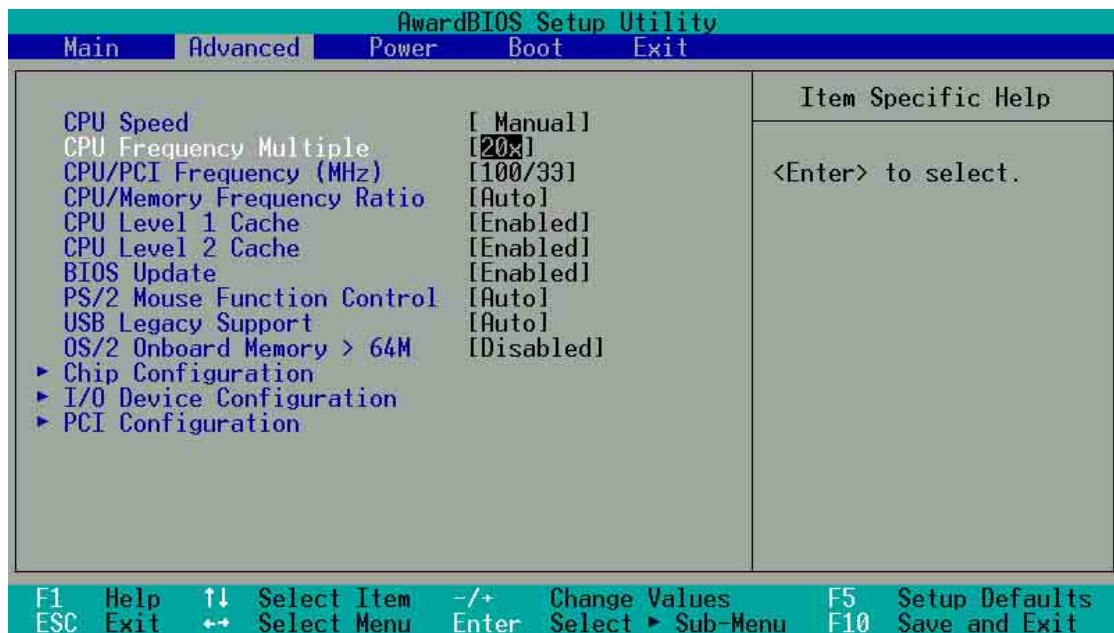 AwardBIOS Setup Utility
Main Advanced Power Boot Exit
Item Specific Help
CPU Speed [ Manual]
CPU Frequency Multiple [20x]
<Enter> to select.
CPU/PCI Frequency (MHz) [100/33]
CPU/Memory Frequency Ratio [Auto]
CPU Level 1 Cache [Enabled]
CPU Level 2 Cache [Enabled]
BIOS Update [Enabled]
PS/2 Mouse Function Control [Auto]
USB Legacy Support [Auto]
OS/2 Onboard Memory > 64M [Disabled]
► Chip Configuration
► I/O Device Configuration
► PCI Configuration
F1 Help ↑↓ Select Item -/+ Change Values F5 Setup Defaults
ESC Exit ←→ Select Menu Enter Select ► Sub-Menu F10 Save and Exit